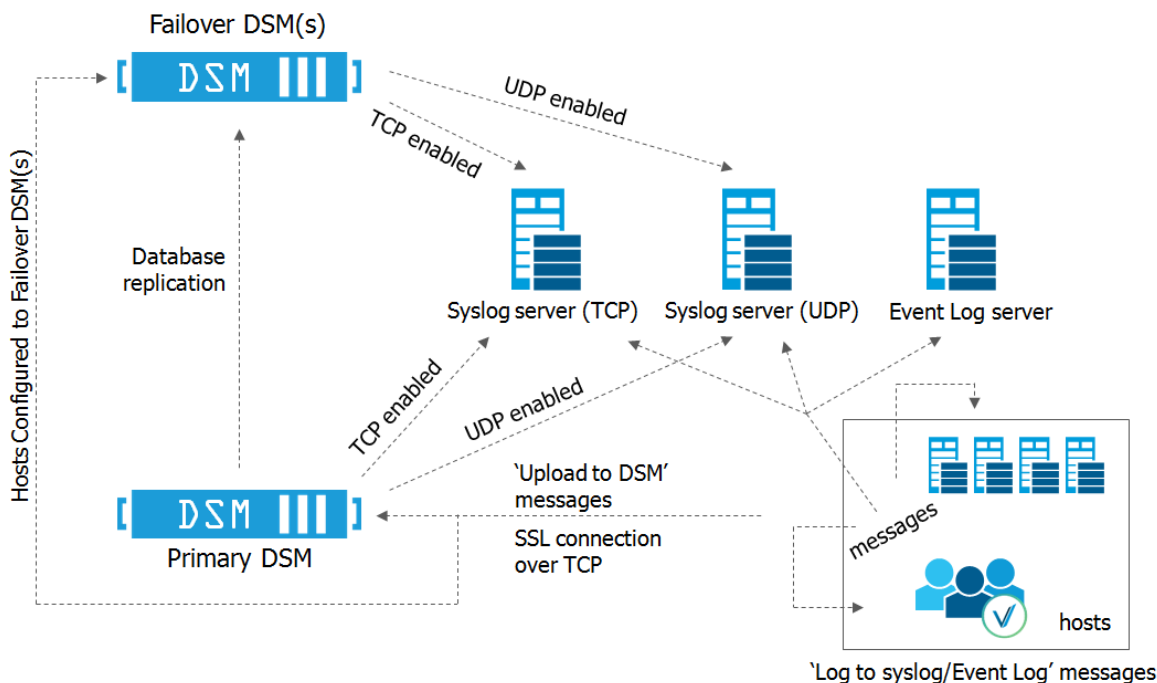 Failover DSM(s)
DSM
UDP enabled
TCP enabled
Hosts Configured to Failover DSM(s)
Database
replication
Syslog server (TCP)
Syslog server (UDP)
Event Log server
TCP enabled
UDP enabled
'Upload to DSM'
messages
SSL connection
over TCP
DSM
Primary DSM
messages
hosts
'Log to syslog/Event Log' messages